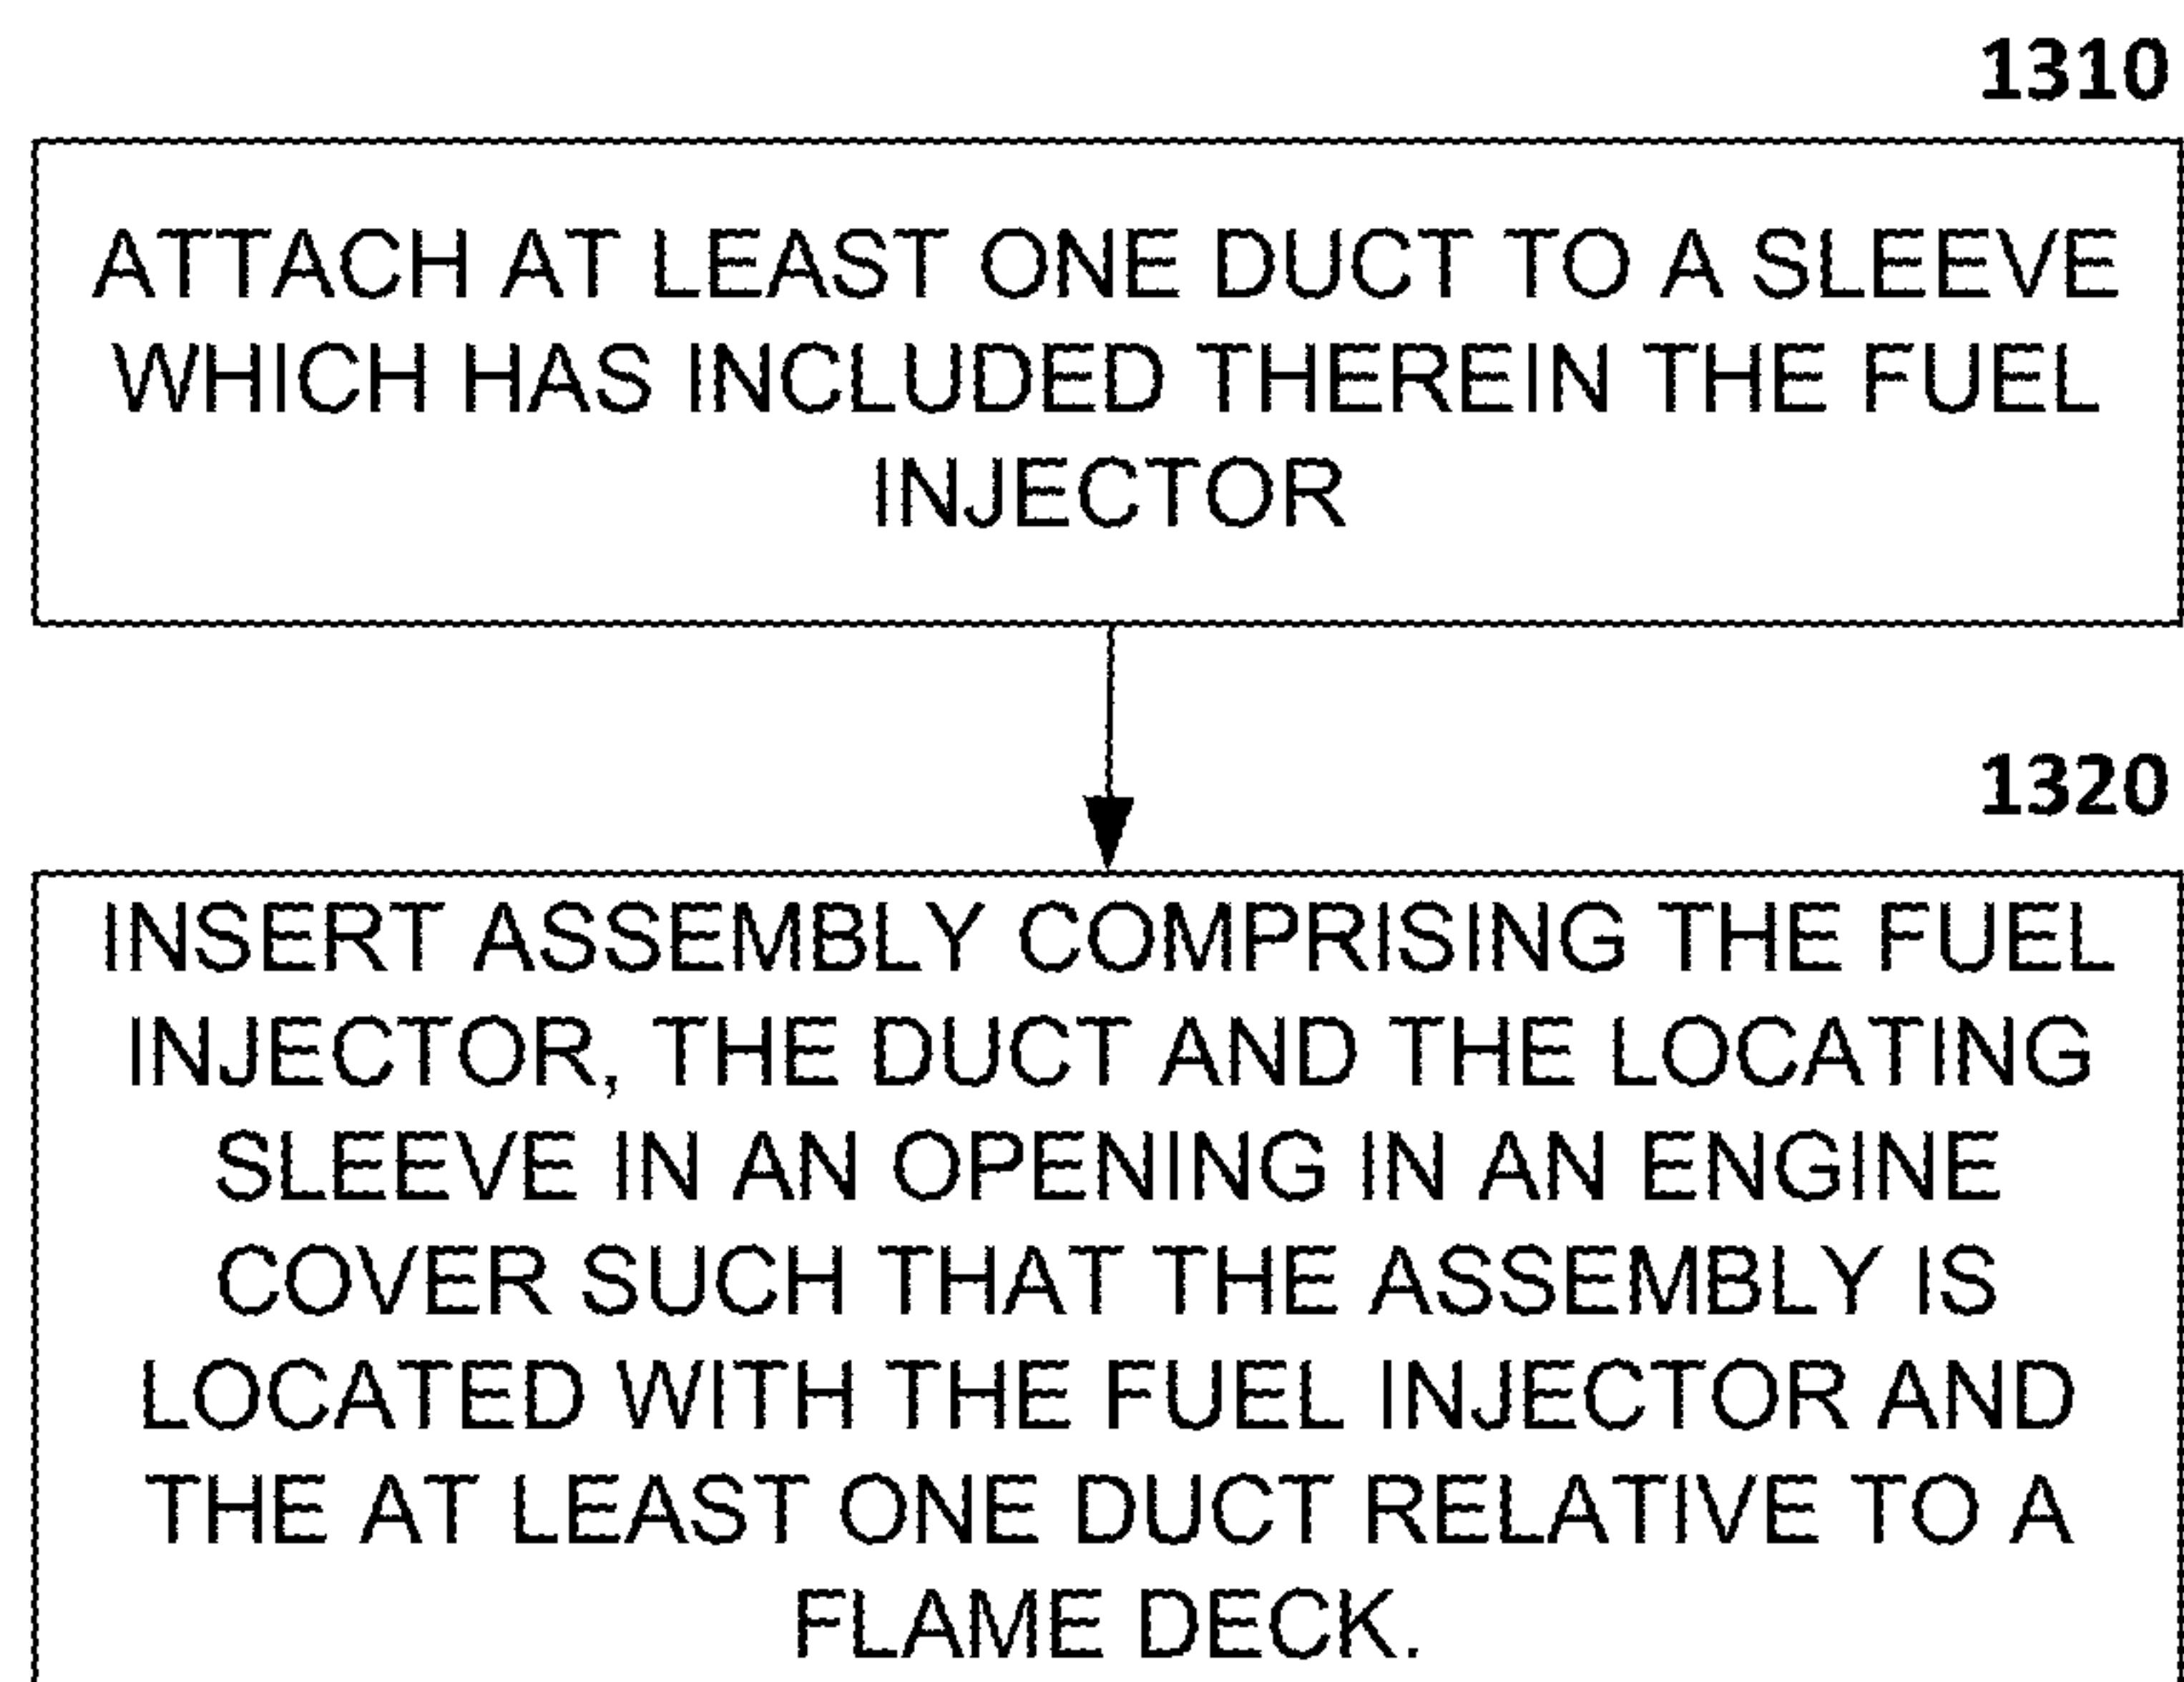 1310
ATTACH AT LEAST ONE DUCT TO A SLEEVE
WHICH HAS INCLUDED THEREIN THE FUEL
INJECTOR
1320
INSERT ASSEMBLY COMPRISING THE FUEL
INJECTOR, THE DUCT AND THE LOCATING
SLEEVE IN AN OPENING IN AN ENGINE
COVER SUCH THAT THE ASSEMBLY IS
LOCATED WITH THE FUEL INJECTOR AND
THE AT LEAST ONE DUCT RELATIVE TO A
FLAME DECK.